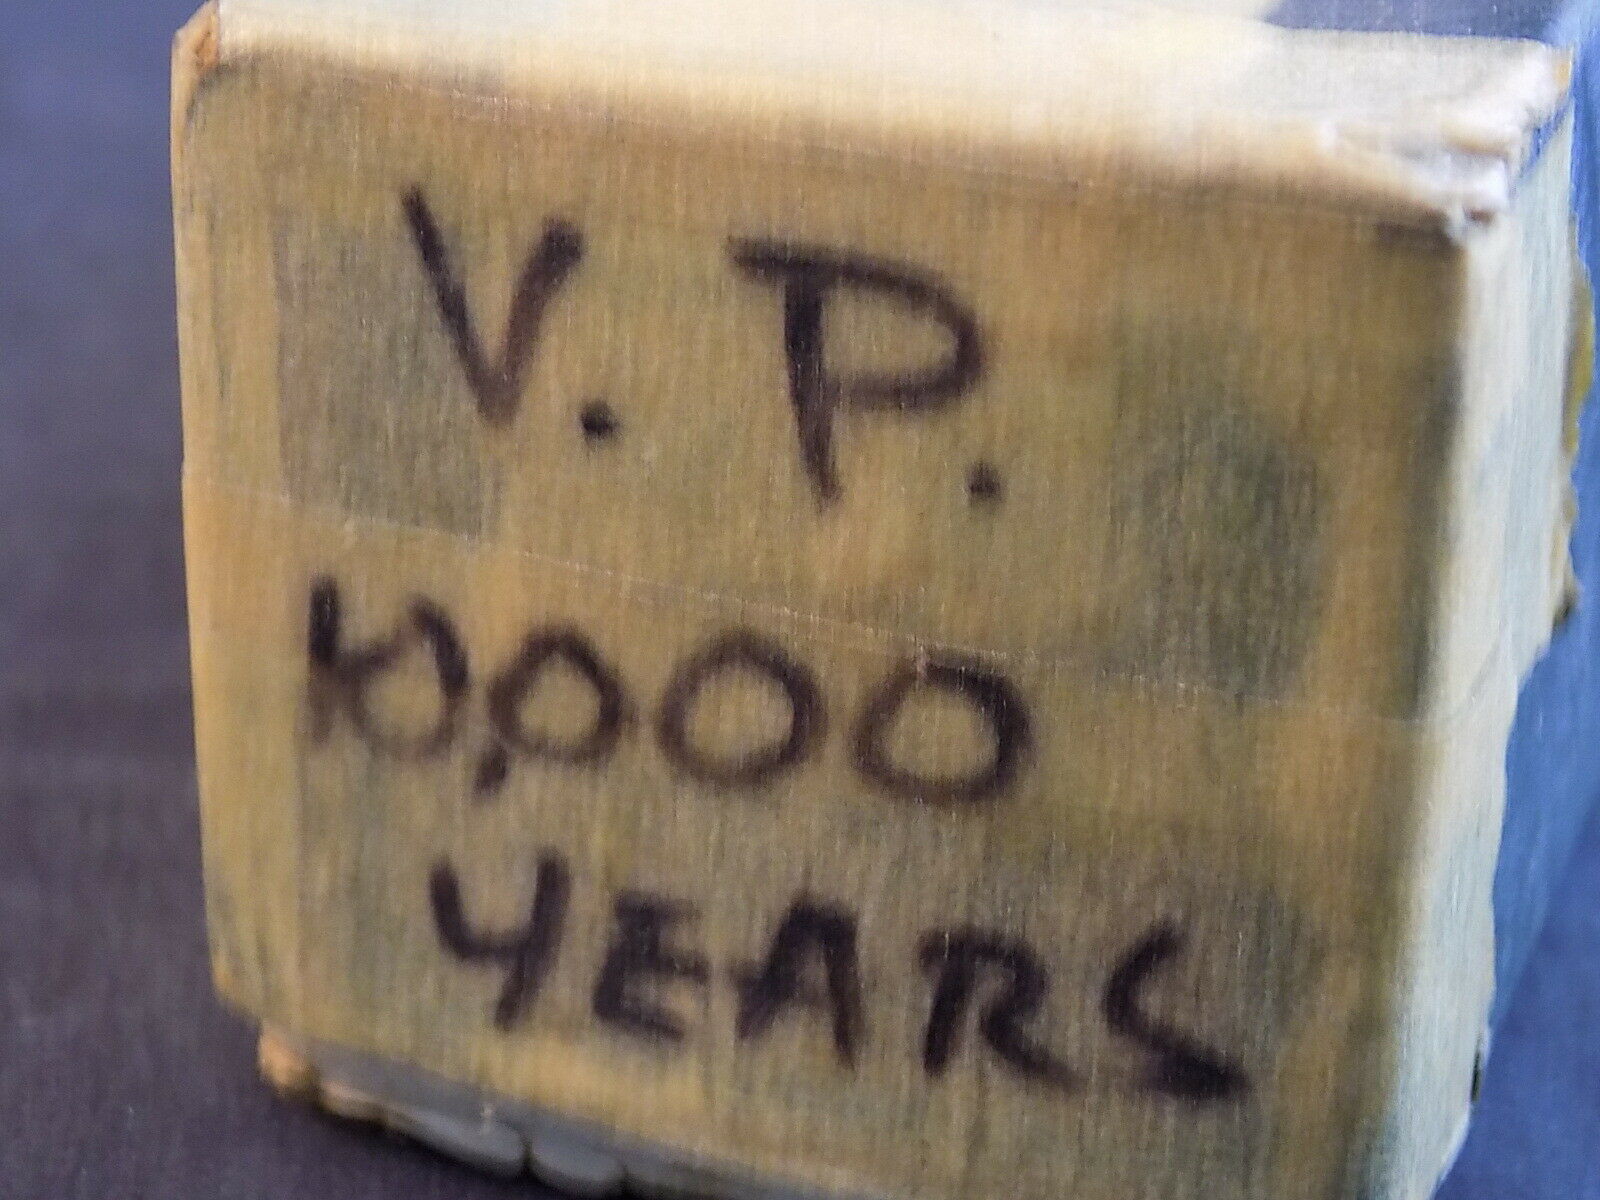 V. P.
10,000
YEARS